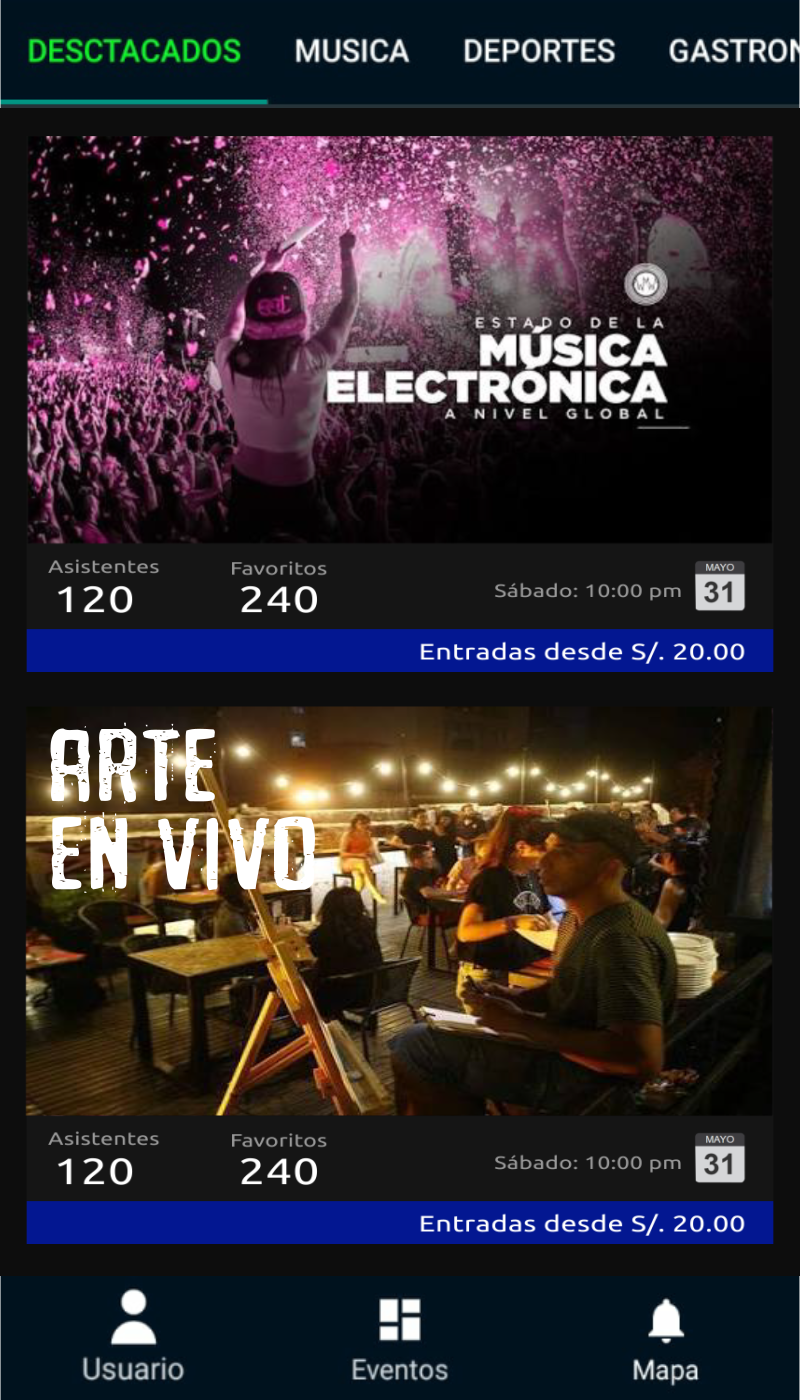 DESCTACADOS MUSICA DEPORTES GASTRON
ESTADO DE LA
MÚSICA
ELECTRÓNICA
A NIVEL GLOBAL
Asistentes Favoritos
120 240
Sábado: 10:00 pm
MAYO
31
Entradas desde S/. 20.00
ARTE
EN VIVO
Asistentes Favoritos
120 240
Sábado: 10:00 pm
MAYO
31
Entradas desde S/. 20.00
Usuario Eventos Mapa